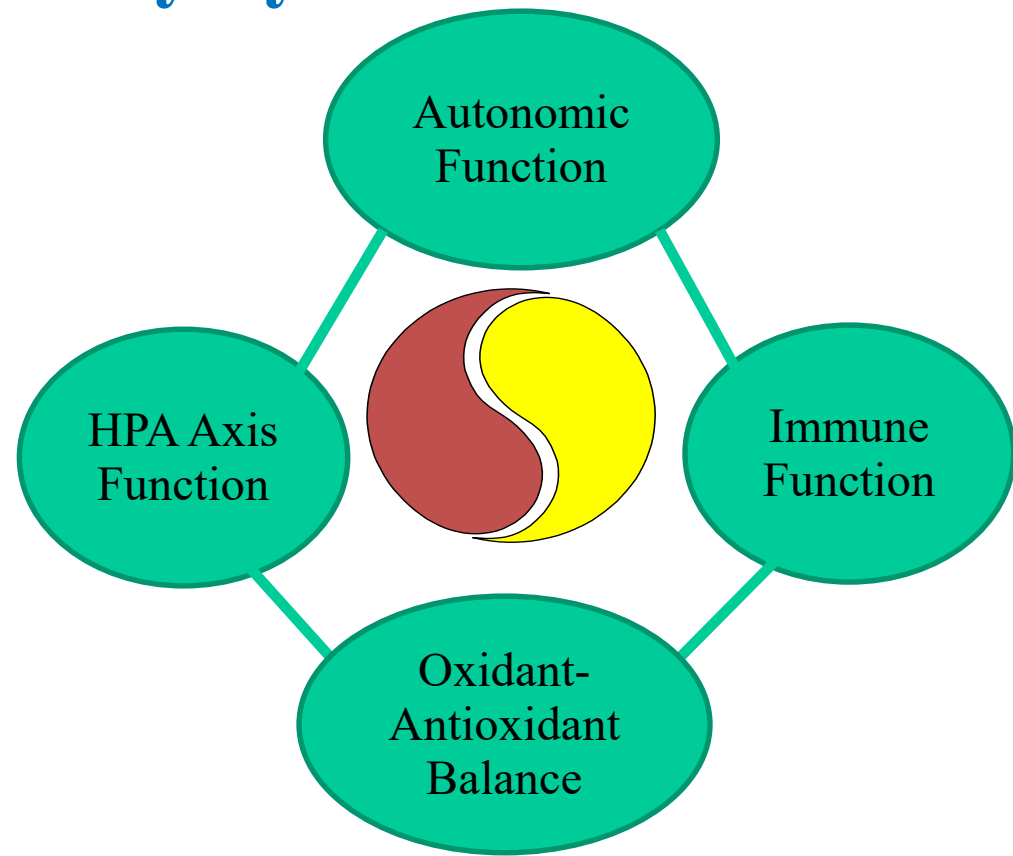 Autonomic
Function
HPA Axis
Function
Immune
Function
Oxidant-
Antioxidant
Balance